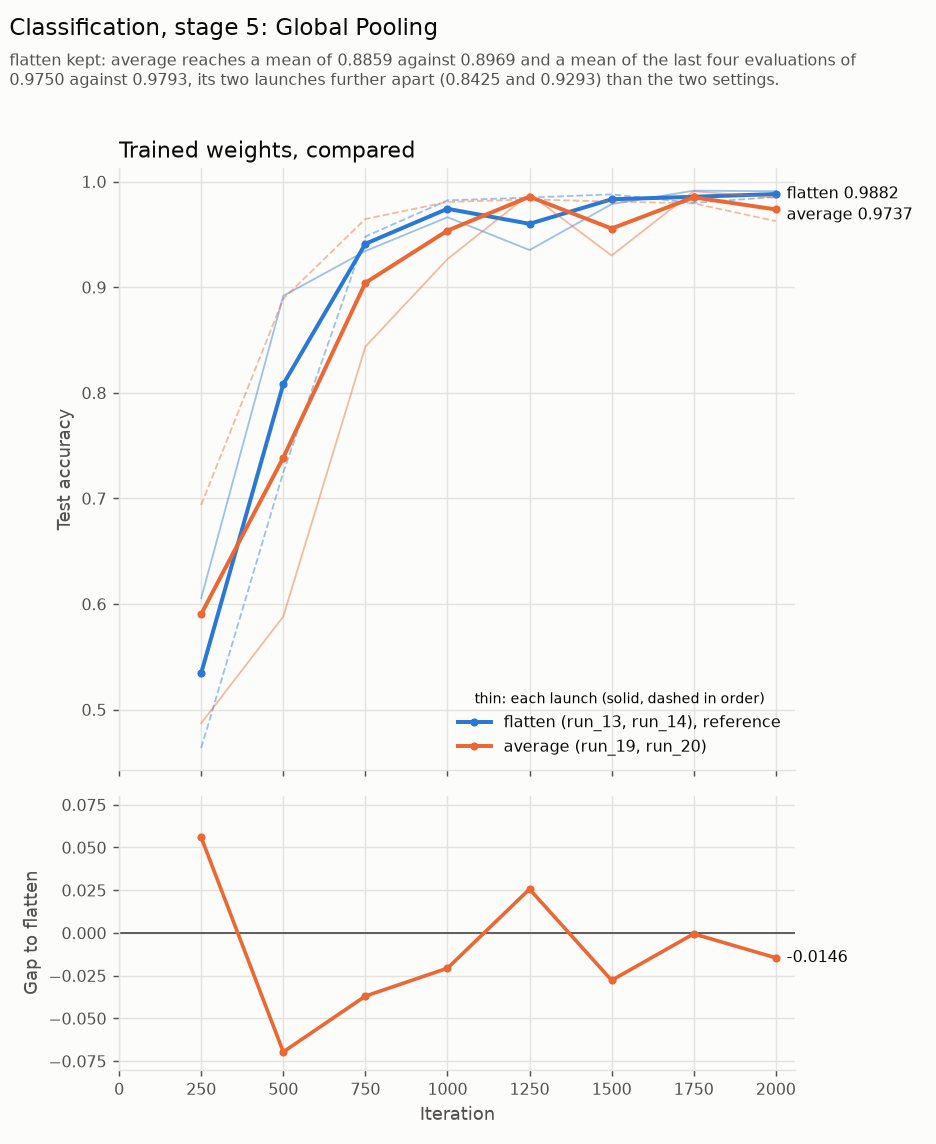 Classification, stage 5: Global Pooling
flatten kept: average reaches a mean of 0.8859 against 0.8969 and a mean of the last four evaluations of
0.9750 against 0.9793, its two launches further apart (0.8425 and 0.9293) than the two settings.
Trained weights, compared
1.0
0.9
0.8
0.7
0.6
0.5
Test accuracy
flatten 0.9882
average 0.9737
thin: each launch (solid, dashed in order)
flatten (run_13, run_14), reference
average (run_19, run_20)
0.075
0.050
0.025
0.000
−0.025
−0.050
−0.075
Gap to flatten
-0.0146
0 250 500 750 1000 1250 1500 1750 2000
Iteration